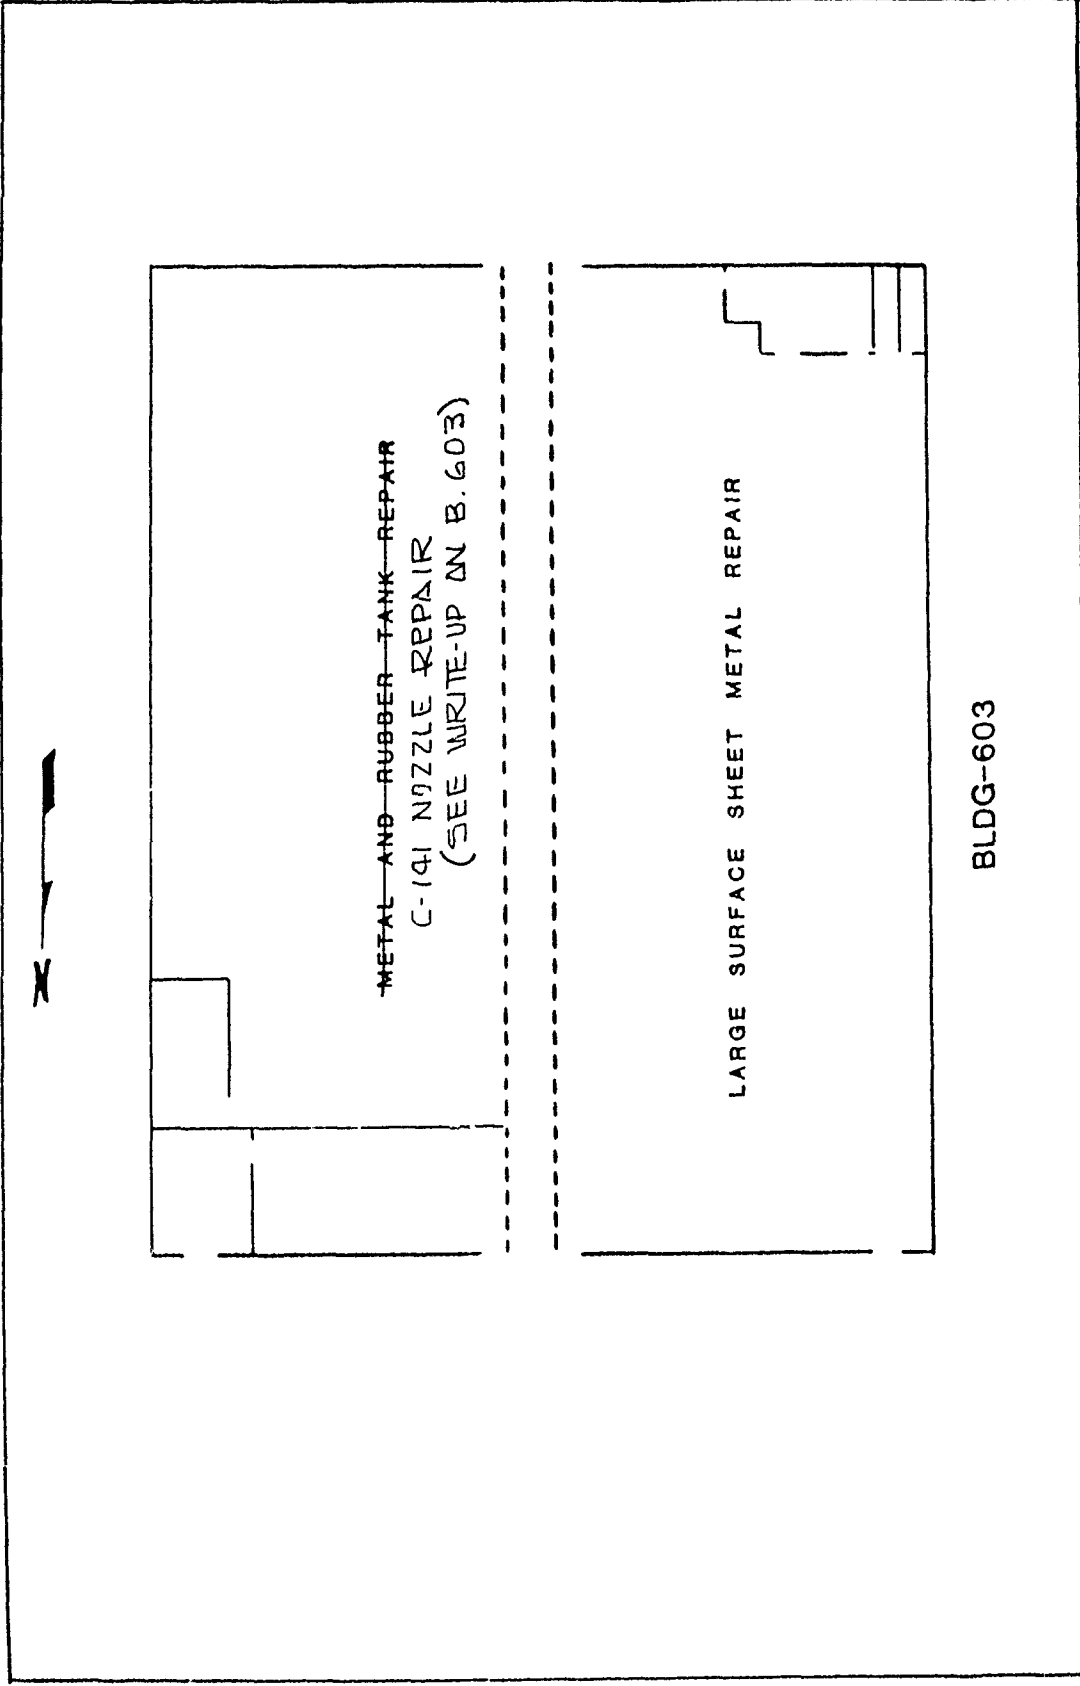 METAL AND RUBBER TANK REPAIR
C-141 NOZZLE REPAIR
(SEE WRITE-UP ON B.603)
LARGE SURFACE SHEET METAL REPAIR
BLDG-603